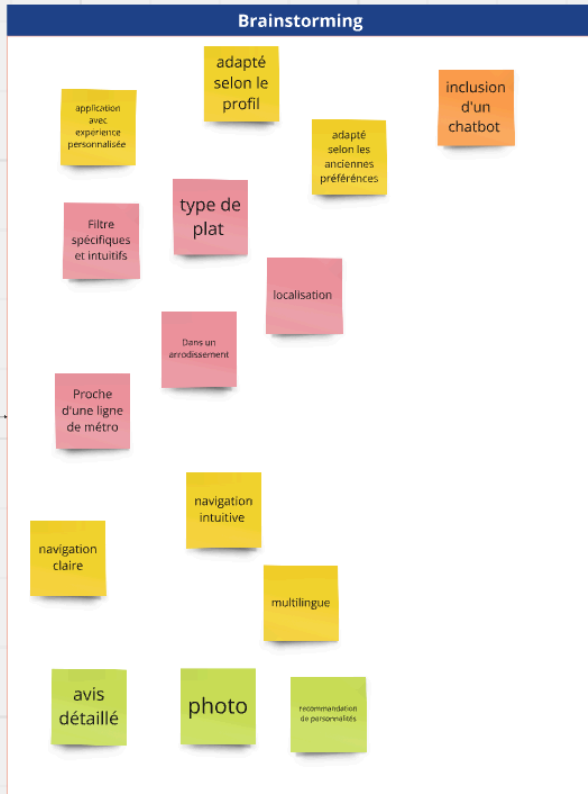 Brainstorming
adapté
selon le
profil
application
avec
expérience
personnalisée
inclusion
d'un
chatbot
adapté
selon les
anciennes
préférénces
type de
plat
Filtre
spécifiques
et intuitifs
localisation
Dans un
arrodissement
Proche
d'une ligne
de métro
navigation
intuitive
navigation
claire
multilingue
avis
détaillé
photo
recommandation
de personnalités